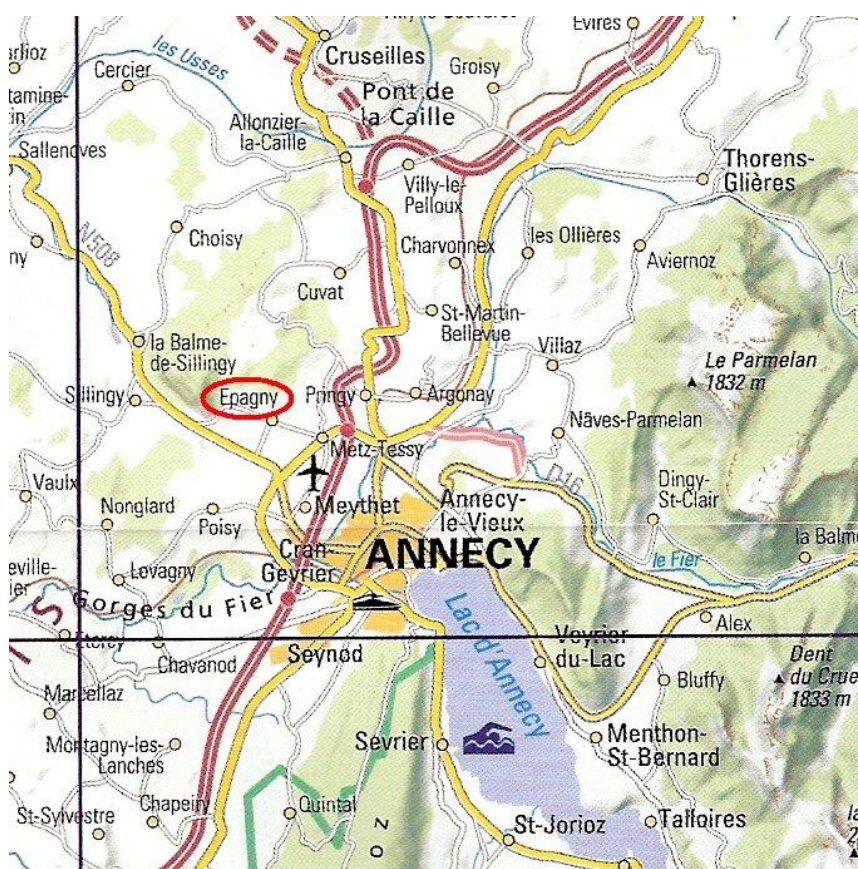 Evires
Cruseilles
les Usses
Cercier
Groisy
Pont de
la Caille
Allonzier-
la-Caille
Sallenoves
Thorens-
Glières
Villy-le-
Pelloux
Choisy
N508
Charvonnex
les Ollières
Aviernoz
Cuvat
St-Martin-
Bellevue
la Balme-
de-Sillingy
Villaz
Le Parmelan
1832 m
Sillingy
Epagny
Pringy
Argonay
Nâves-Parmelan
Metz-Tessy
D16
Dingy-
St-Clair
Vaulx
Nonglard
Poisy
Meythet
Annecy-
le-Vieux
ANNECY
Cran-
Gevrier
le Fier
la Balme
Lovagny
Gorges du Fier
Alex
Etercy
Chavanod
Seynod
Lac d'Annecy
Veyrier-
du-Lac
Bluffy
Dent
du Crue
1833 m
Marcellaz
Montagny-les-
Lanches
Sevrier
Menthon-
St-Bernard
St-Sylvestre
Chapeiry
Quintal
St-Jorioz
Talloires